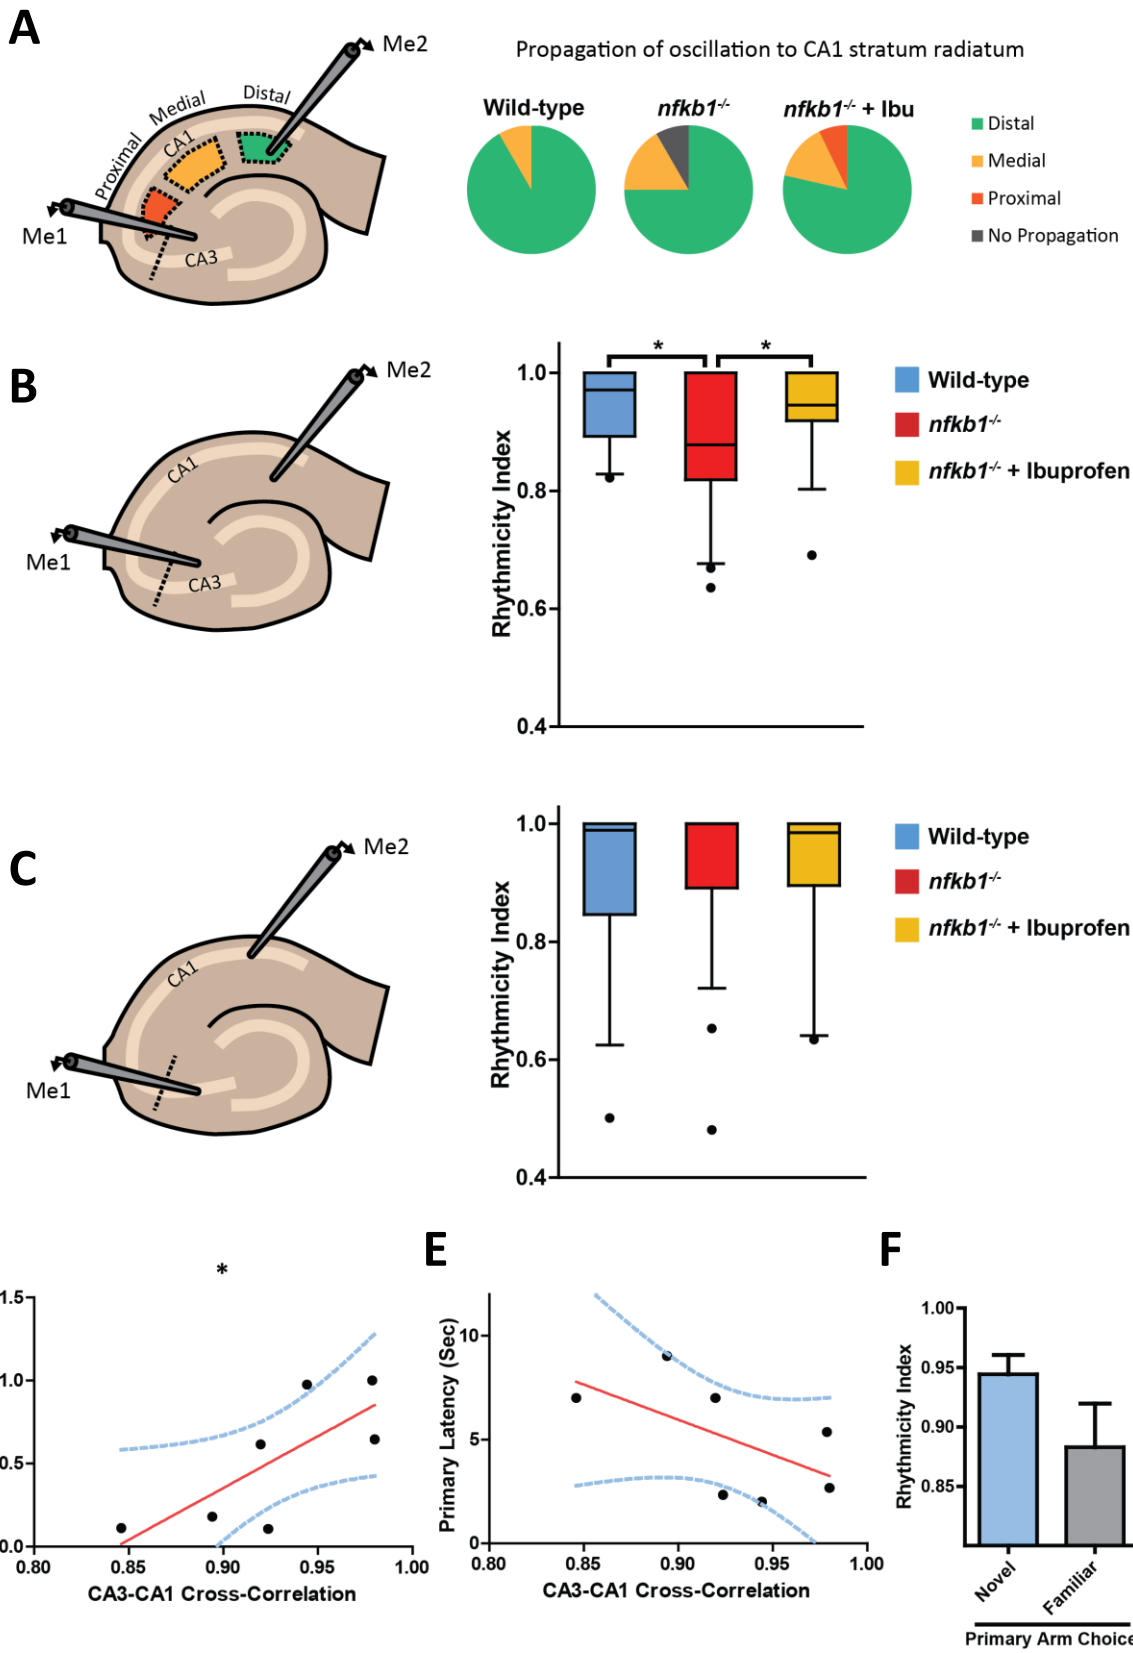 A
Me2
Distal
Medial
Proximal
CA1
Me1
CA3
Propagation of oscillation to CA1 stratum radiatum
Wild-type
nfkb1-/-
nfkb1-/- + Ibu
Distal
Medial
Proximal
No Propagation
B
Me2
CA1
Me1
CA3
* *
1.0
0.8
0.6
0.4
Rhythmicity Index
Wild-type
nfkb1-/-
nfkb1-/- + Ibuprofen
C
Me2
CA1
Me1
1.0
0.8
0.6
0.4
Rhythmicity Index
Wild-type
nfkb1-/-
nfkb1-/- + Ibuprofen
*
1.5
1.0
0.5
0.0
0.80 0.85 0.90 0.95 1.00
CA3-CA1 Cross-Correlation
E
Primary Latency (Sec)
10
5
0
0.80 0.85 0.90 0.95 1.00
CA3-CA1 Cross-Correlation
F
Rhythmicity Index
1.00
0.95
0.90
0.85
Novel
Familiar
Primary Arm Choice